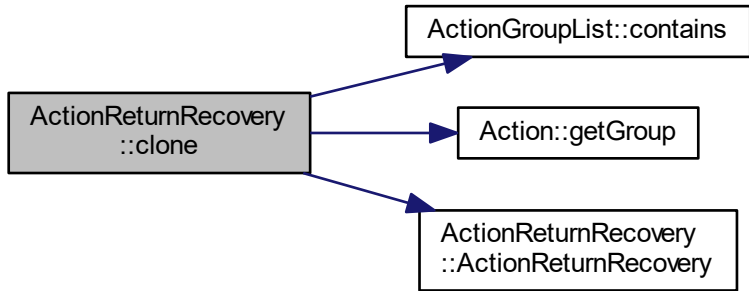 ActionReturnRecovery
::clone
ActionGroupList::contains
Action::getGroup
ActionReturnRecovery
::ActionReturnRecovery